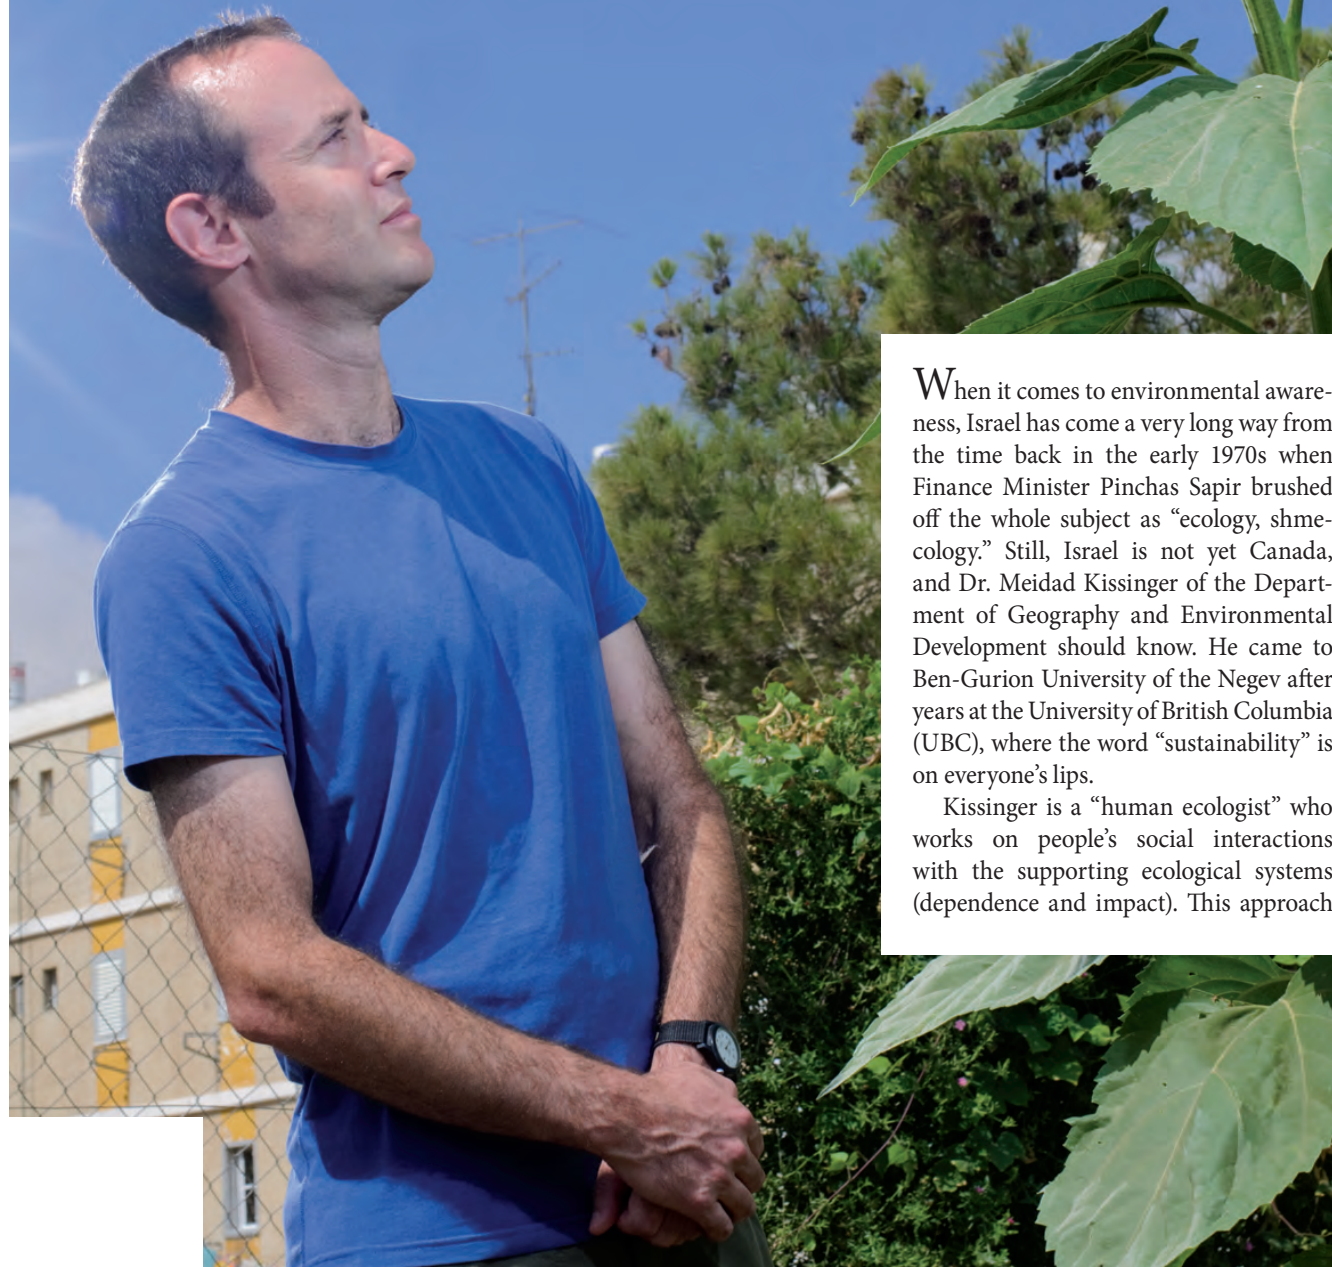 When it comes to environmental aware-
ness, Israel has come a very long way from
the time back in the early 1970s when
Finance Minister Pinchas Sapir brushed
off the whole subject as “ecology, shme-
cology.” Still, Israel is not yet Canada,
and Dr. Meidad Kissinger of the Depart-
ment of Geography and Environmental
Development should know. He came to
Ben-Gurion University of the Negev after
years at the University of British Columbia
(UBC), where the word “sustainability” is
on everyone’s lips.
Kissinger is a “human ecologist” who
works on people’s social interactions
with the supporting ecological systems
(dependence and impact). This approach